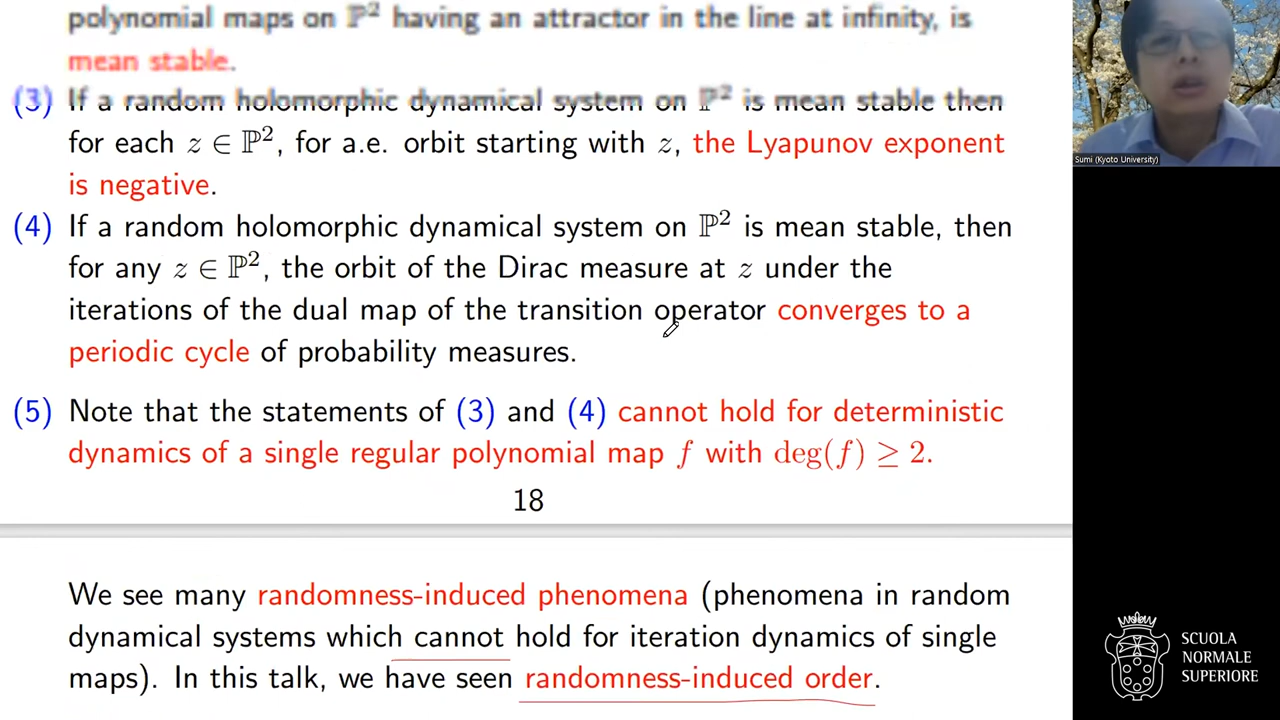 polynomial maps on ℙ² having an attractor in the line at infinity, is
mean stable.
(3) If a random holomorphic dynamical system on ℙ² is mean stable then
for each z ∈ ℙ², for a.e. orbit starting with z, the Lyapunov exponent
is negative.
(4) If a random holomorphic dynamical system on ℙ² is mean stable, then
for any z ∈ ℙ², the orbit of the Dirac measure at z under the
iterations of the dual map of the transition operator converges to a
periodic cycle of probability measures.
(5) Note that the statements of (3) and (4) cannot hold for deterministic
dynamics of a single regular polynomial map f with deg(f) ≥ 2.
18
We see many randomness-induced phenomena (phenomena in random
dynamical systems which cannot hold for iteration dynamics of single
maps). In this talk, we have seen randomness-induced order.
Sumi (Kyoto University)
SCUOLA
NORMALE
SUPERIORE